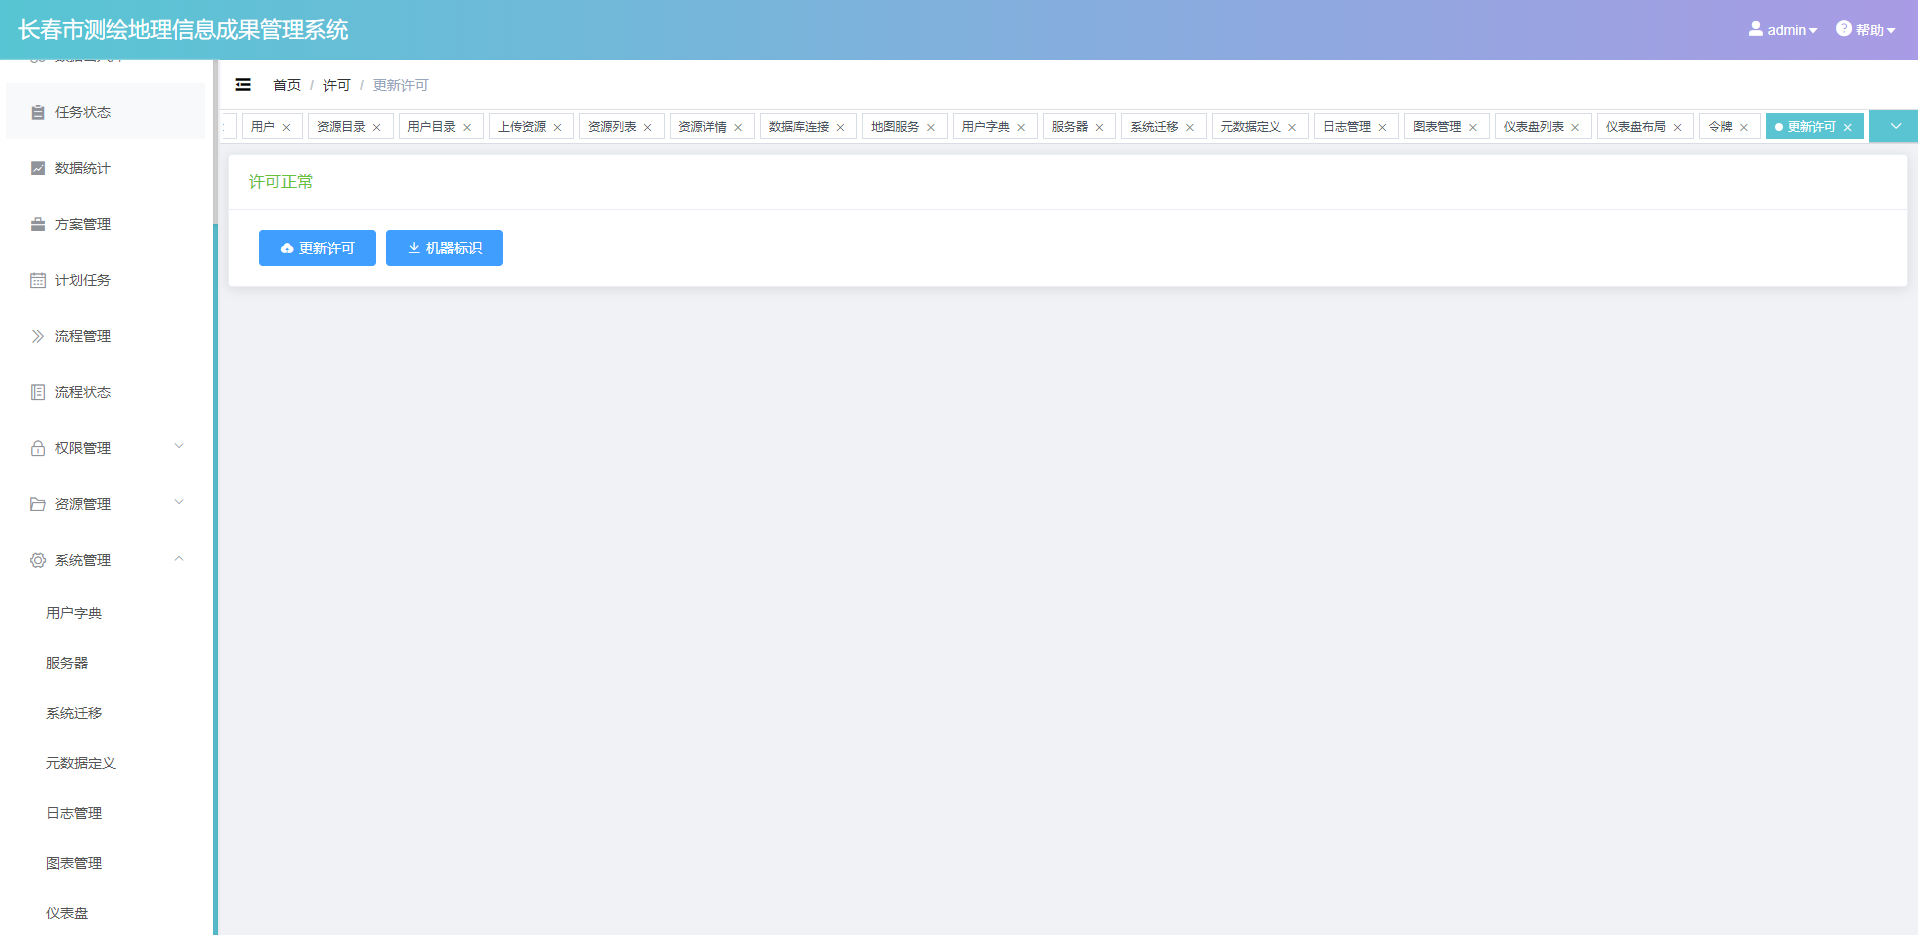 长春市测绘地理信息成果管理系统
admin
帮助
任务状态
数据统计
方案管理
计划任务
流程管理
流程状态
权限管理
资源管理
系统管理
用户字典
服务器
系统迁移
元数据定义
日志管理
图表管理
仪表盘
首页 / 许可 / 更新许可
用户 资源目录 用户目录 上传资源 资源列表 资源详情 数据库连接 地图服务 用户字典 服务器 系统迁移 元数据定义 日志管理 图表管理 仪表盘列表 仪表盘布局 令牌 更新许可
许可正常
更新许可 机器标识